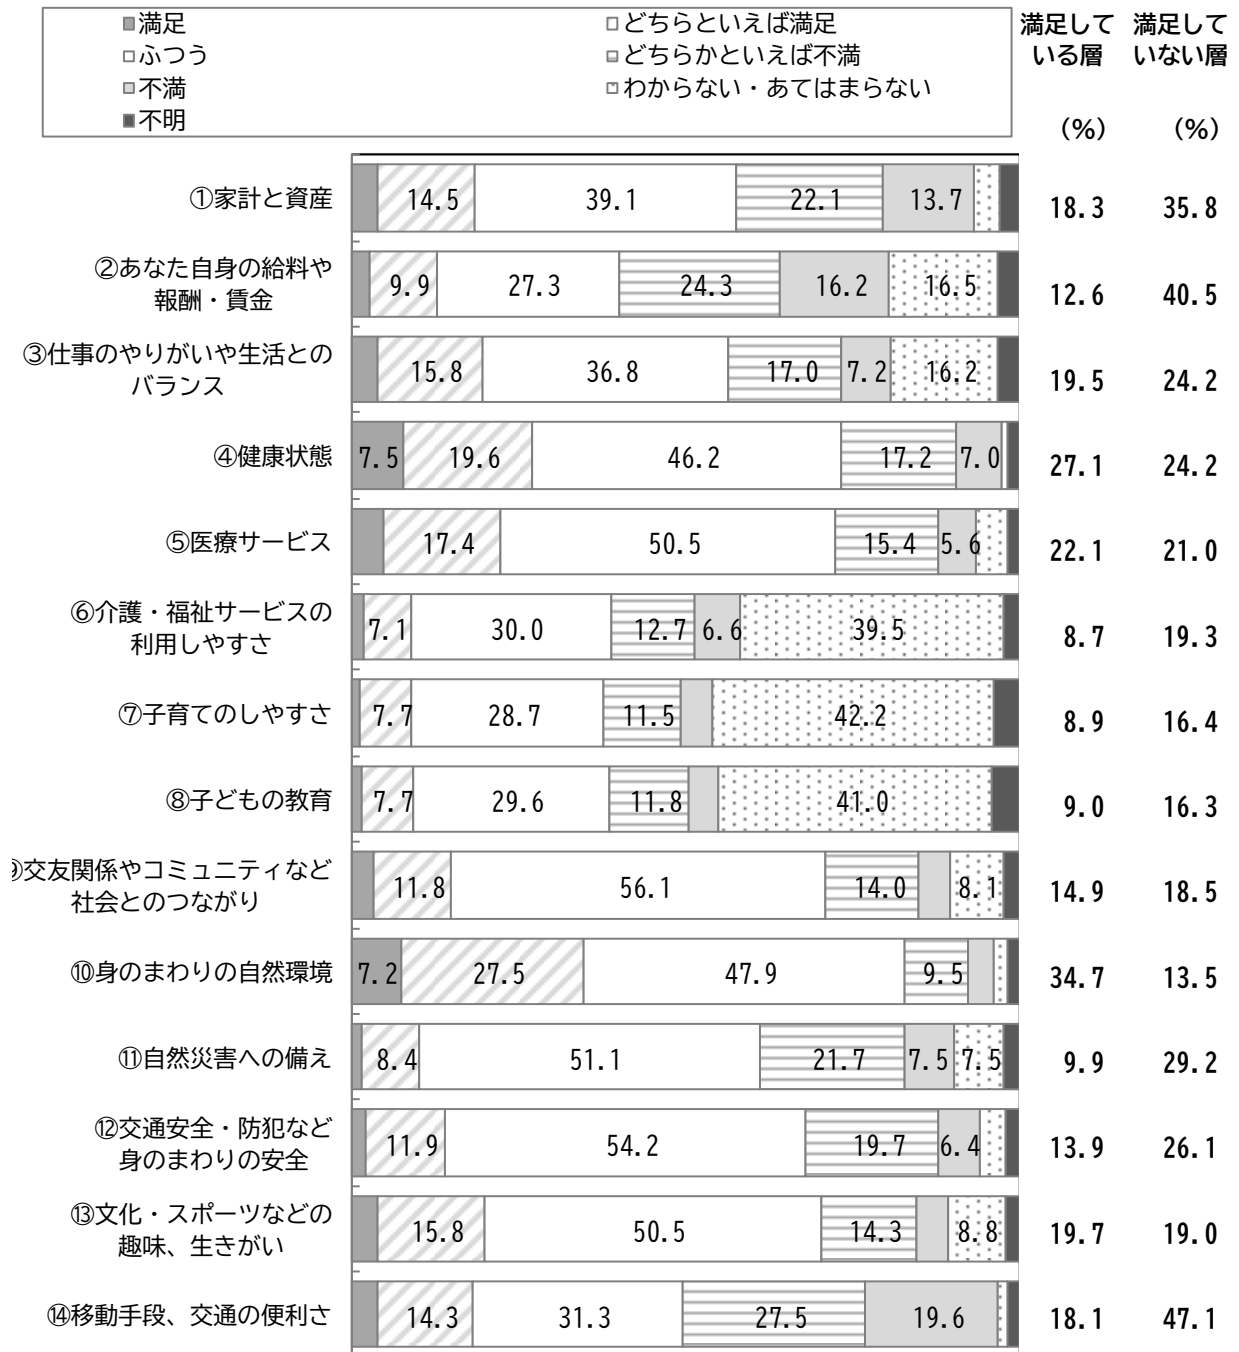 満足
どちらといえば満足
ふつう
どちらかといえば不満
不満
わからない・あてはまらない
不明
満足して 満足して
いる層 いない層
(%) (%)
①家計と資産 14.5 39.1 22.1 13.7 18.3 35.8
②あなた自身の給料や
報酬・賃金 9.9 27.3 24.3 16.2 16.5 12.6 40.5
③仕事のやりがいや生活との
バランス 15.8 36.8 17.0 7.2 16.2 19.5 24.2
④健康状態 7.5 19.6 46.2 17.2 7.0 27.1 24.2
⑤医療サービス 17.4 50.5 15.4 5.6 22.1 21.0
⑥介護・福祉サービスの
利用しやすさ 7.1 30.0 12.7 6.6 39.5 8.7 19.3
⑦子育てのしやすさ 7.7 28.7 11.5 42.2 8.9 16.4
⑧子どもの教育 7.7 29.6 11.8 41.0 9.0 16.3
⑨交友関係やコミュニティなど
社会とのつながり 11.8 56.1 14.0 8.1 14.9 18.5
⑩身のまわりの自然環境 7.2 27.5 47.9 9.5 34.7 13.5
⑪自然災害への備え 8.4 51.1 21.7 7.5 7.5 9.9 29.2
⑫交通安全・防犯など
身のまわりの安全 11.9 54.2 19.7 6.4 13.9 26.1
⑬文化・スポーツなどの
趣味、生きがい 15.8 50.5 14.3 8.8 19.7 19.0
⑭移動手段、交通の便利さ 14.3 31.3 27.5 19.6 18.1 47.1